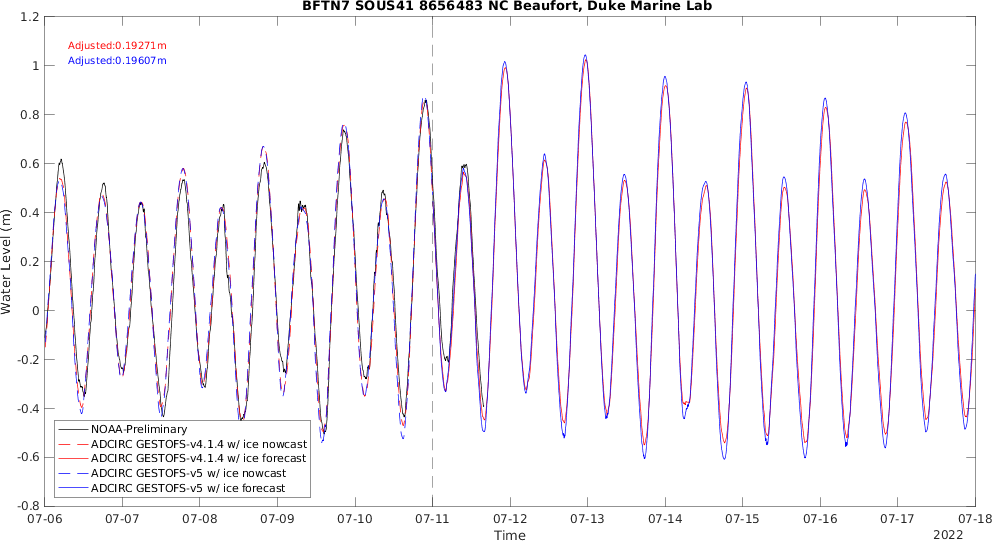 BFTN7 SOUS41 8656483 NC Beaufort, Duke Marine Lab
1.2
1
0.8
0.6
0.4
0.2
0
-0.2
-0.4
-0.6
-0.8
Water Level (m)
Adjusted:0.19271m
Adjusted:0.19607m
NOAA-Preliminary
ADCIRC GESTOFS-v4.1.4 w/ ice nowcast
ADCIRC GESTOFS-v4.1.4 w/ ice forecast
ADCIRC GESTOFS-v5 w/ ice nowcast
ADCIRC GESTOFS-v5 w/ ice forecast
07-06 07-07 07-08 07-09 07-10 07-11 07-12 07-13 07-14 07-15 07-16 07-17 07-18
Time
2022